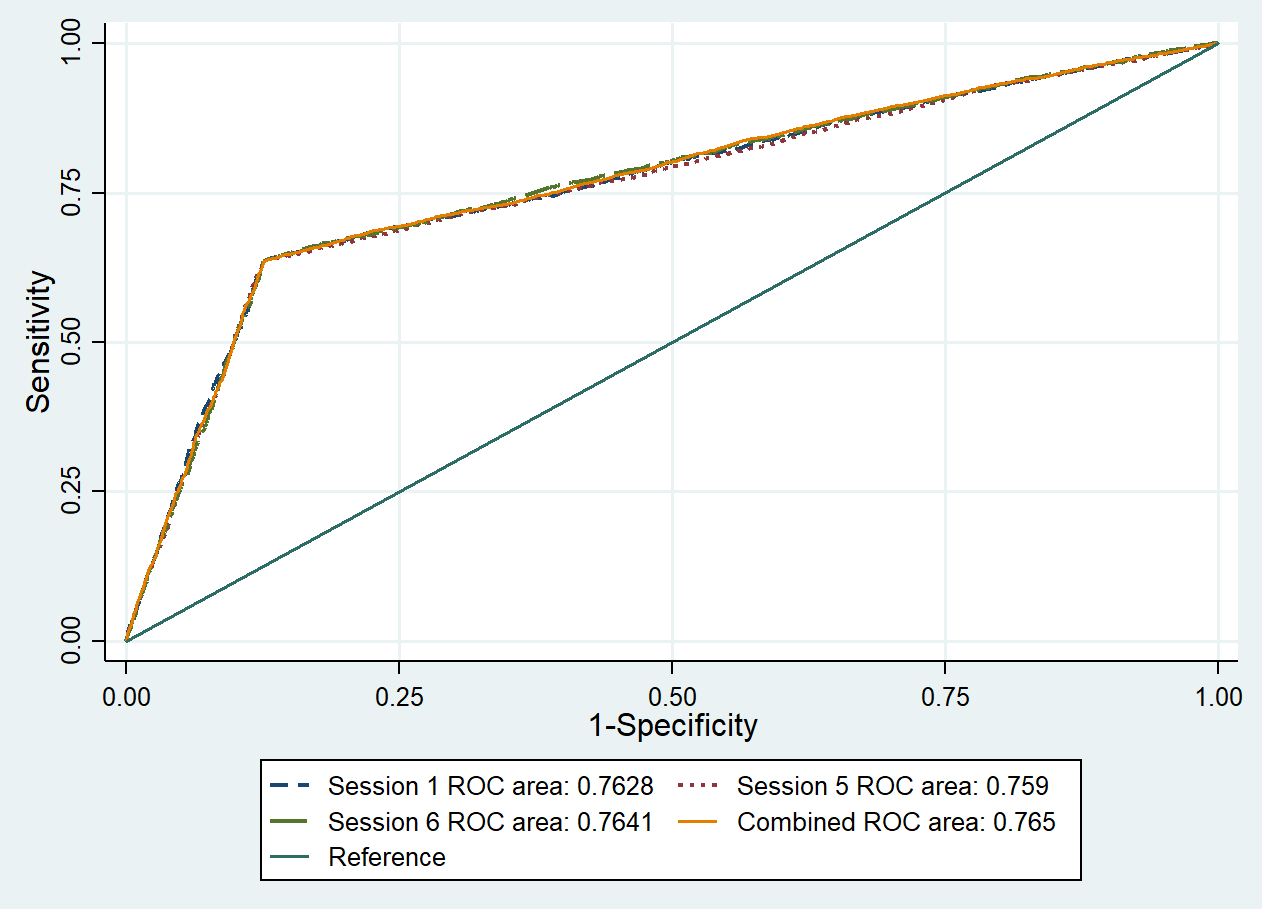 1.00
0.75
0.50
0.25
0.00
Sensitivity
0.00 0.25 0.50 0.75 1.00
1-Specificity
Session 1 ROC area: 0.7628 Session 5 ROC area: 0.759
Session 6 ROC area: 0.7641 Combined ROC area: 0.765
Reference